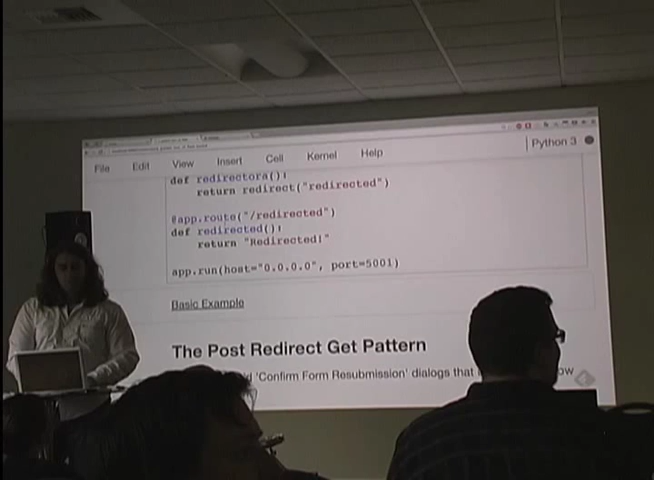 File Edit View Insert Cell Kernel Help
Python 3
def redirectora():
return redirect("redirected")
@app.route("/redirected")
def redirected():
return "Redirected!"
app.run(host="0.0.0.0", port=5001)
Basic Example
The Post Redirect Get Pattern
'Confirm Form Resubmission' dialogs that